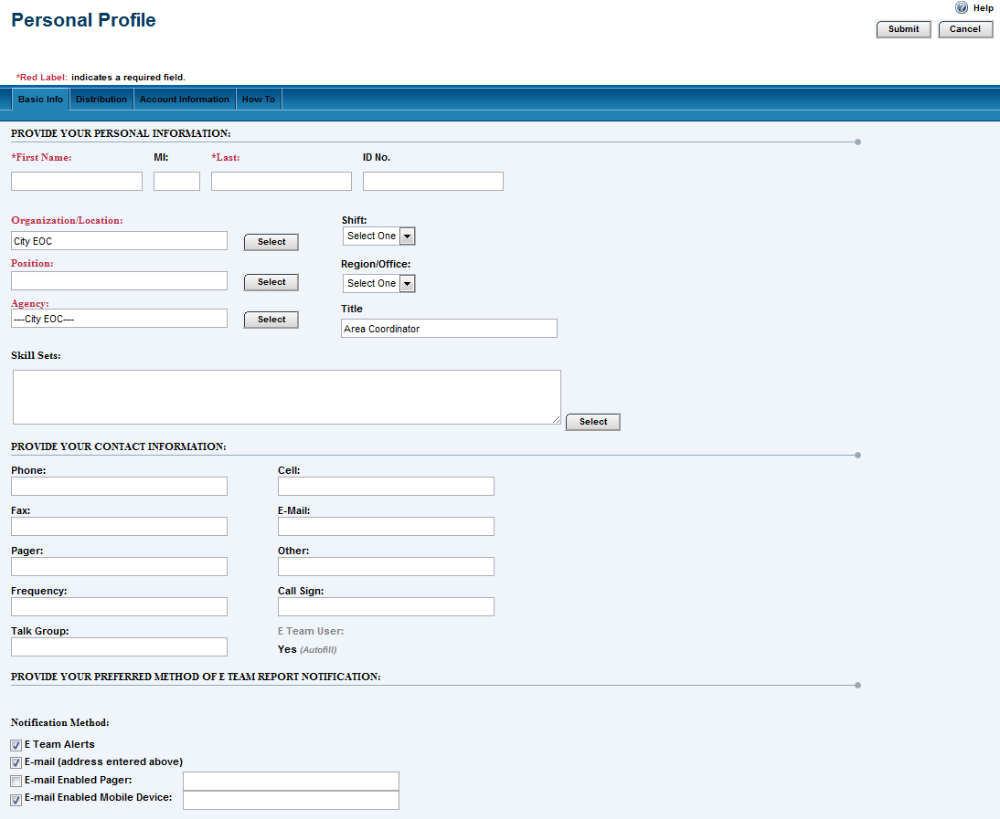 Help
Personal Profile
Submit Cancel
*Red Label: indicates a required field.
Basic Info Distribution Account Information How To
PROVIDE YOUR PERSONAL INFORMATION:
*First Name: MI: *Last: ID No.
Organization/Location: Shift:
City EOC Select Select One
Position: Region/Office:
Select Select One
Agency: Title
---City EOC--- Select Area Coordinator
Skill Sets:
Select
PROVIDE YOUR CONTACT INFORMATION:
Phone: Cell:
Fax: E-Mail:
Pager: Other:
Frequency: Call Sign:
Talk Group: E Team User:
Yes (Autofill)
PROVIDE YOUR PREFERRED METHOD OF E TEAM REPORT NOTIFICATION:
Notification Method:
E Team Alerts
E-mail (address entered above)
E-mail Enabled Pager:
E-mail Enabled Mobile Device: